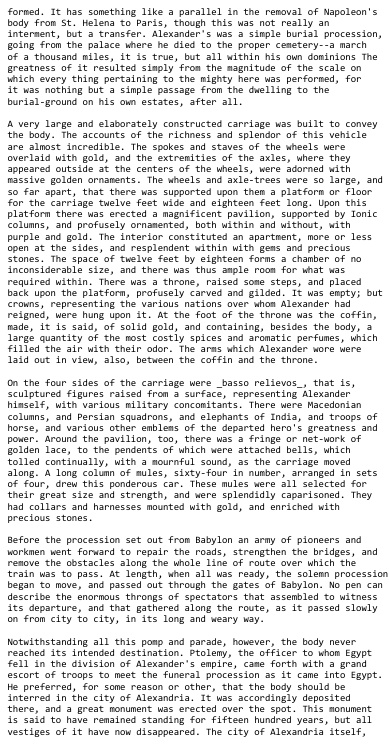 formed. It has something like a parallel in the removal of Napoleon's
body from St. Helena to Paris, though this was not really an
interment, but a transfer. Alexander's was a simple burial procession,
going from the palace where he died to the proper cemetery--a march
of a thousand miles, it is true, but all within his own dominions The
greatness of it resulted simply from the magnitude of the scale on
which every thing pertaining to the mighty here was performed, for
it was nothing but a simple passage from the dwelling to the
burial-ground on his own estates, after all.

A very large and elaborately constructed carriage was built to convey
the body. The accounts of the richness and splendor of this vehicle
are almost incredible. The spokes and staves of the wheels were
overlaid with gold, and the extremities of the axles, where they
appeared outside at the centers of the wheels, were adorned with
massive golden ornaments. The wheels and axle-trees were so large, and
so far apart, that there was supported upon them a platform or floor
for the carriage twelve feet wide and eighteen feet long. Upon this
platform there was erected a magnificent pavilion, supported by Ionic
columns, and profusely ornamented, both within and without, with
purple and gold. The interior constituted an apartment, more or less
open at the sides, and resplendent within with gems and precious
stones. The space of twelve feet by eighteen forms a chamber of no
inconsiderable size, and there was thus ample room for what was
required within. There was a throne, raised some steps, and placed
back upon the platform, profusely carved and gilded. It was empty; but
crowns, representing the various nations over whom Alexander had
reigned, were hung upon it. At the foot of the throne was the coffin,
made, it is said, of solid gold, and containing, besides the body, a
large quantity of the most costly spices and aromatic perfumes, which
filled the air with their odor. The arms which Alexander wore were
laid out in view, also, between the coffin and the throne.

On the four sides of the carriage were _basso relievos_, that is,
sculptured figures raised from a surface, representing Alexander
himself, with various military concomitants. There were Macedonian
columns, and Persian squadrons, and elephants of India, and troops of
horse, and various other emblems of the departed hero's greatness and
power. Around the pavilion, too, there was a fringe or net-work of
golden lace, to the pendents of which were attached bells, which
tolled continually, with a mournful sound, as the carriage moved
along. A long column of mules, sixty-four in number, arranged in sets
of four, drew this ponderous car. These mules were all selected for
their great size and strength, and were splendidly caparisoned. They
had collars and harnesses mounted with gold, and enriched with
precious stones.

Before the procession set out from Babylon an army of pioneers and
workmen went forward to repair the roads, strengthen the bridges, and
remove the obstacles along the whole line of route over which the
train was to pass. At length, when all was ready, the solemn procession
began to move, and passed out through the gates of Babylon. No pen can
describe the enormous throngs of spectators that assembled to witness
its departure, and that gathered along the route, as it passed slowly
on from city to city, in its long and weary way.

Notwithstanding all this pomp and parade, however, the body never
reached its intended destination. Ptolemy, the officer to whom Egypt
fell in the division of Alexander's empire, came forth with a grand
escort of troops to meet the funeral procession as it came into Egypt.
He preferred, for some reason or other, that the body should be
interred in the city of Alexandria. It was accordingly deposited
there, and a great monument was erected over the spot. This monument
is said to have remained standing for fifteen hundred years, but all
vestiges of it have now disappeared. The city of Alexandria itself,